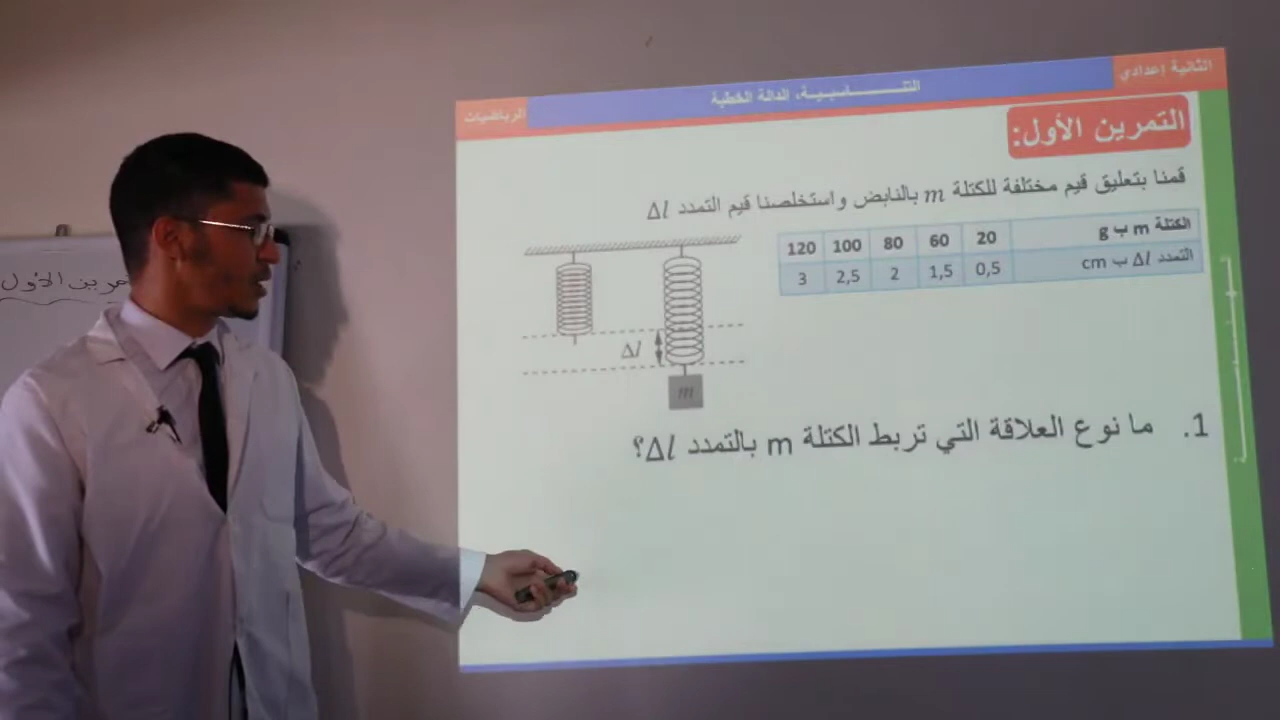 الثانية إعدادي
التنــــــــاسبـيــة، الدالة الخطية
الرياضيات
التمرين الأول:
قمنا بتعليق قيم مختلفة للكتلة m بالنابض واستخلصنا قيم التمدد Δl
الكتلة m ب g 20 60 80 100 120
التمدد Δl ب cm 0,5 1,5 2 2,5 3
Δl
m
1. ما نوع العلاقة التي تربط الكتلة m بالتمدد Δl؟
الأول